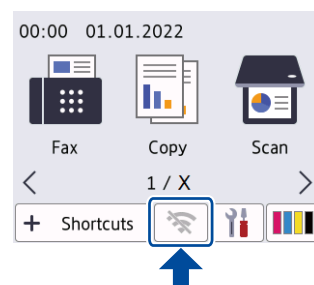 00:00 01.01.2022
Fax Copy Scan
< 1 / X >
+ Shortcuts